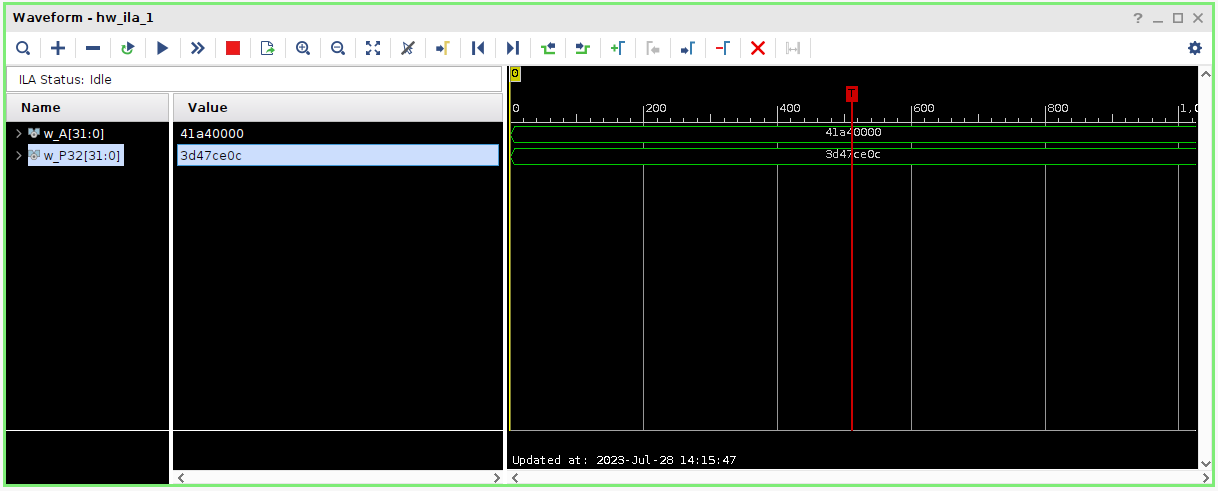 Waveform - hw_ila_1
?
ILA Status: Idle
Name
Value
w_A[31:0]
41a40000
w_P32[31:0]
3d47ce0c
0
T
0
200
400
600
800
1,0
41a40000
3d47ce0c
Updated at: 2023-Jul-28 14:15:47